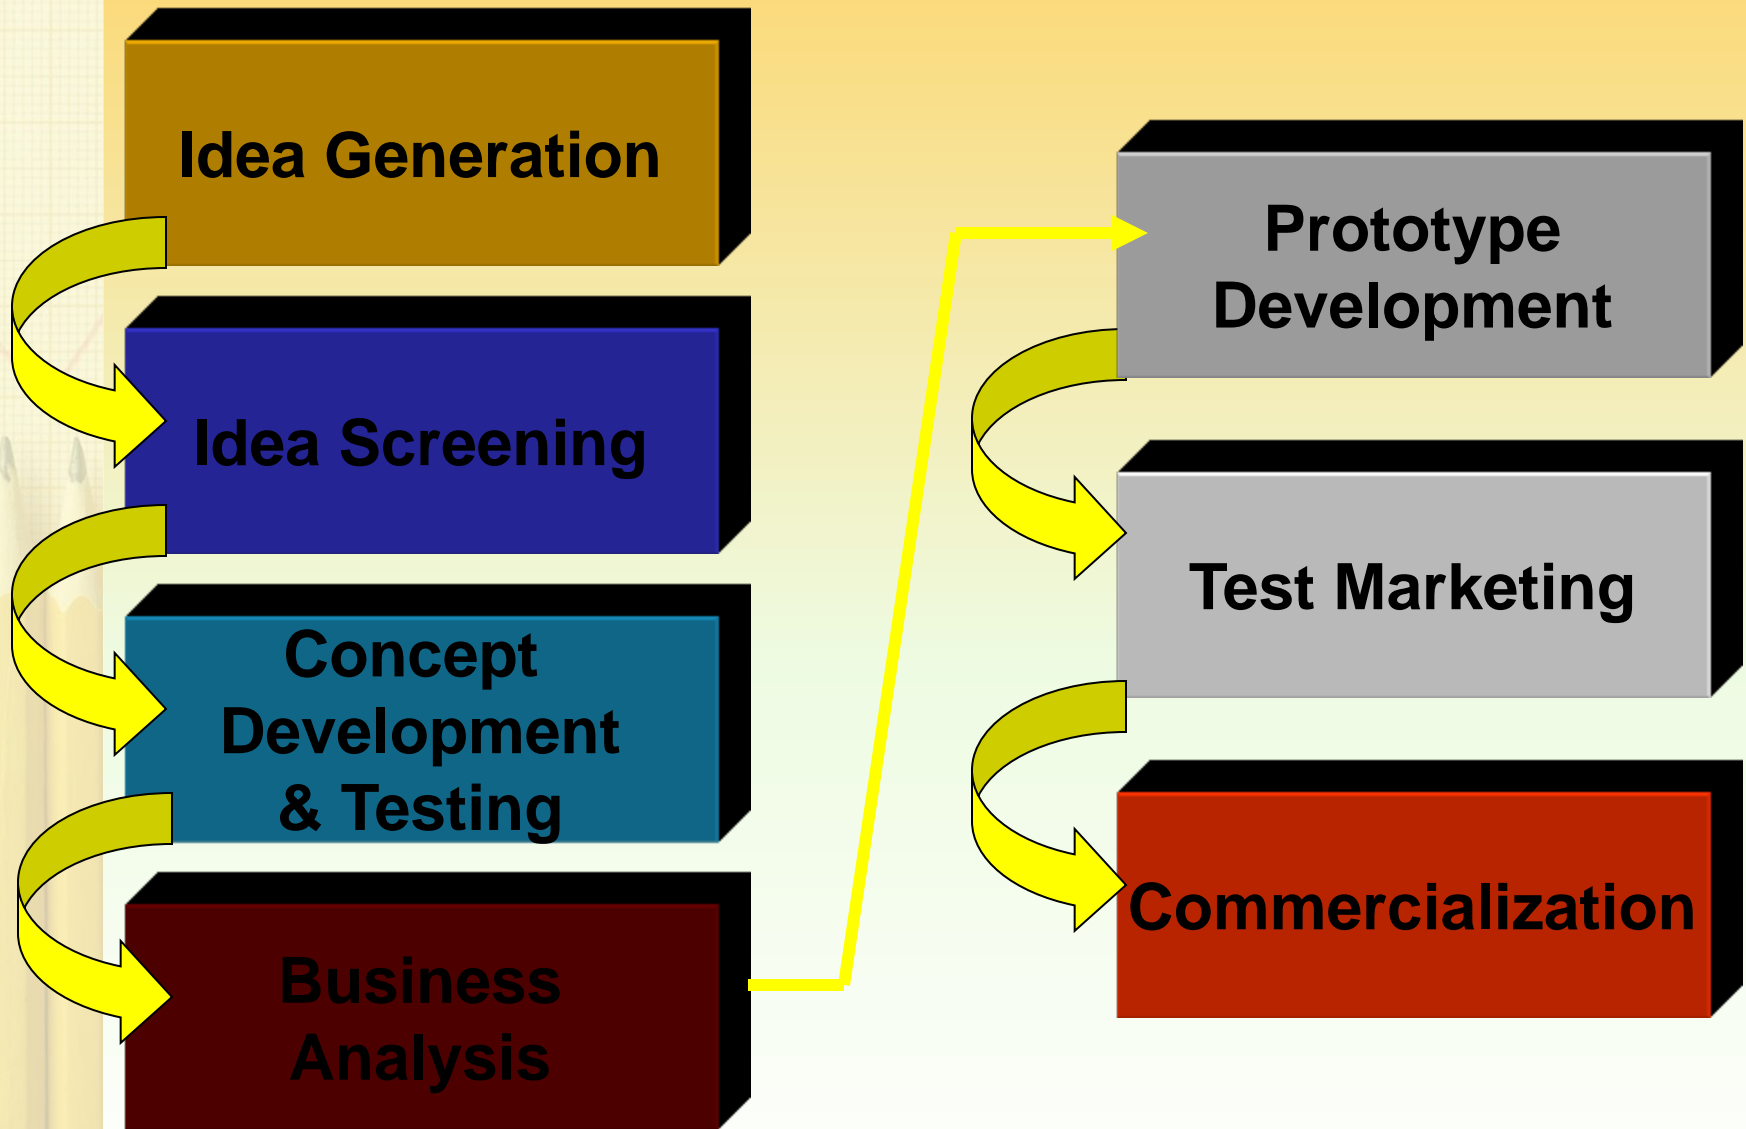 Idea Generation
Idea Screening
Concept
Development
& Testing
Business
Analysis
Prototype
Development
Test Marketing
Commercialization